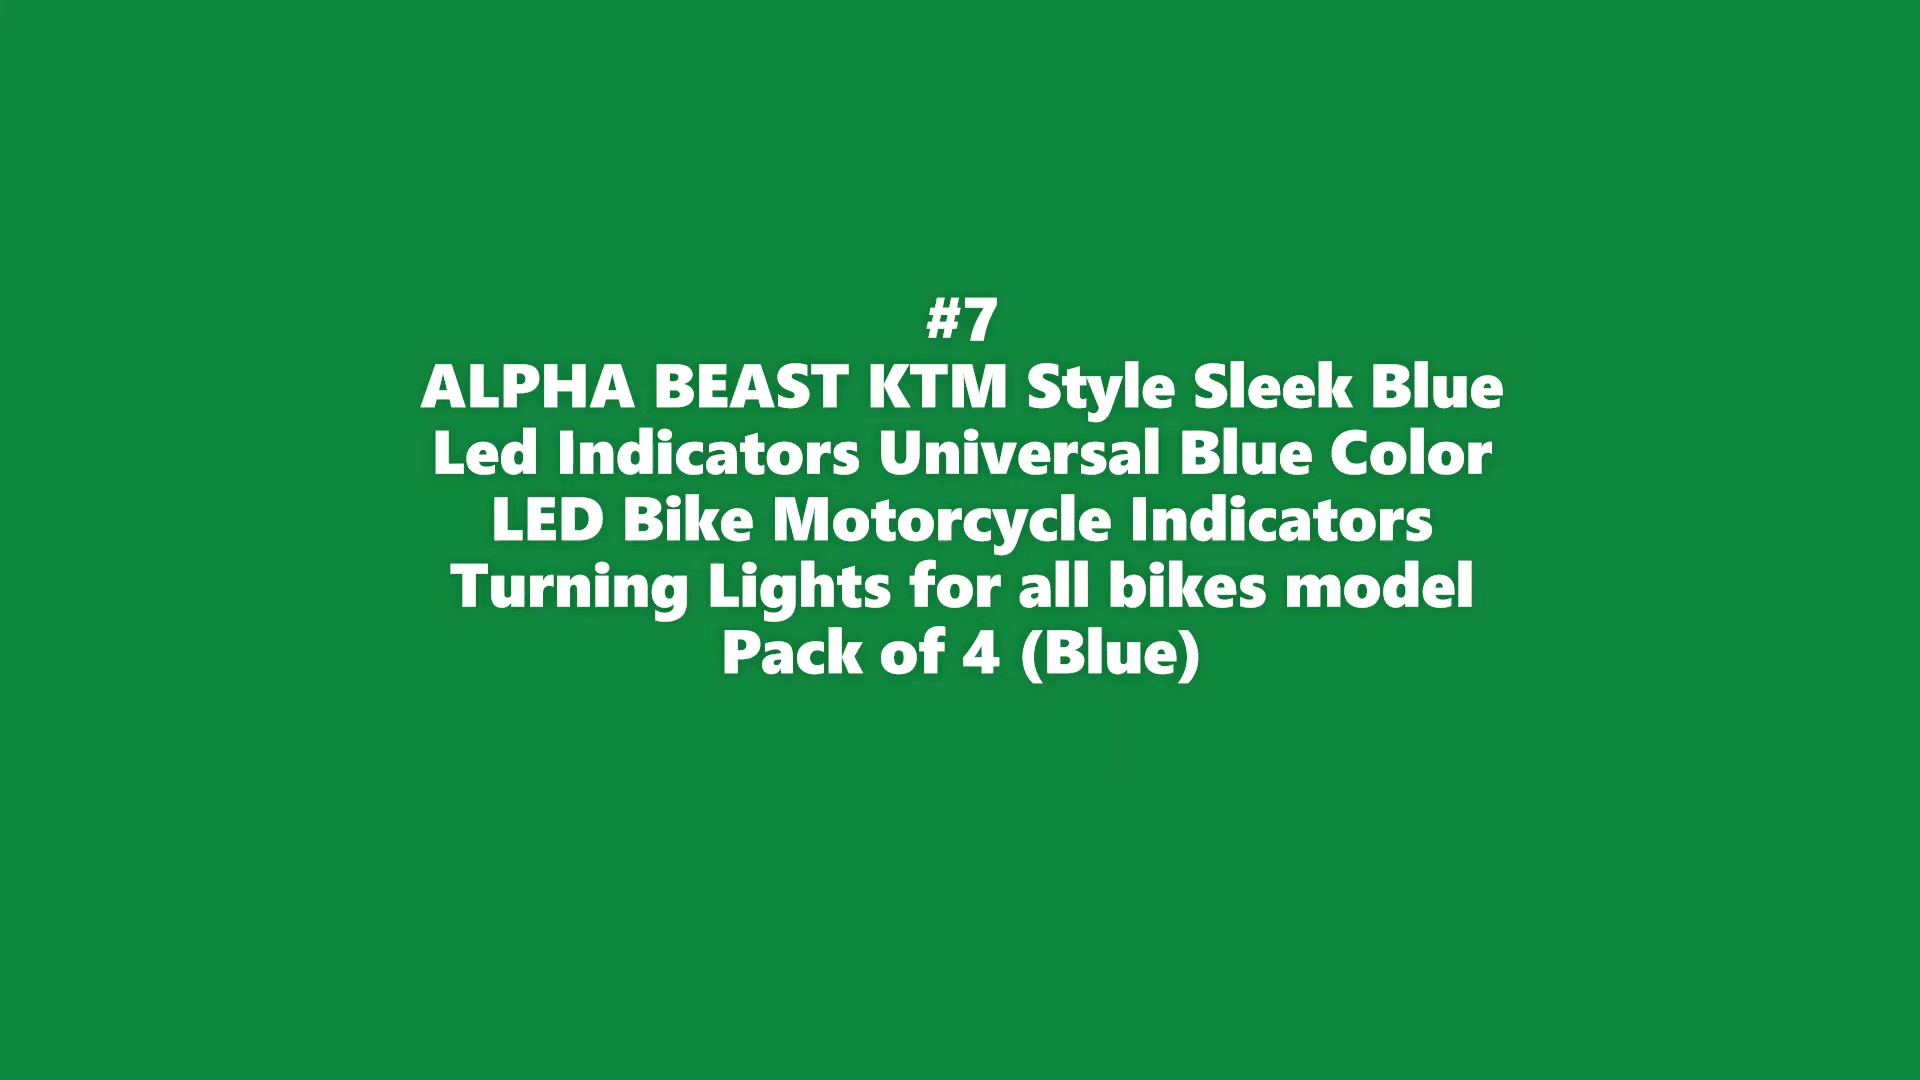 #7
ALPHA BEAST KTM Style Sleek Blue
Led Indicators Universal Blue Color
LED Bike Motorcycle Indicators
Turning Lights for all bikes model
Pack of 4 (Blue)